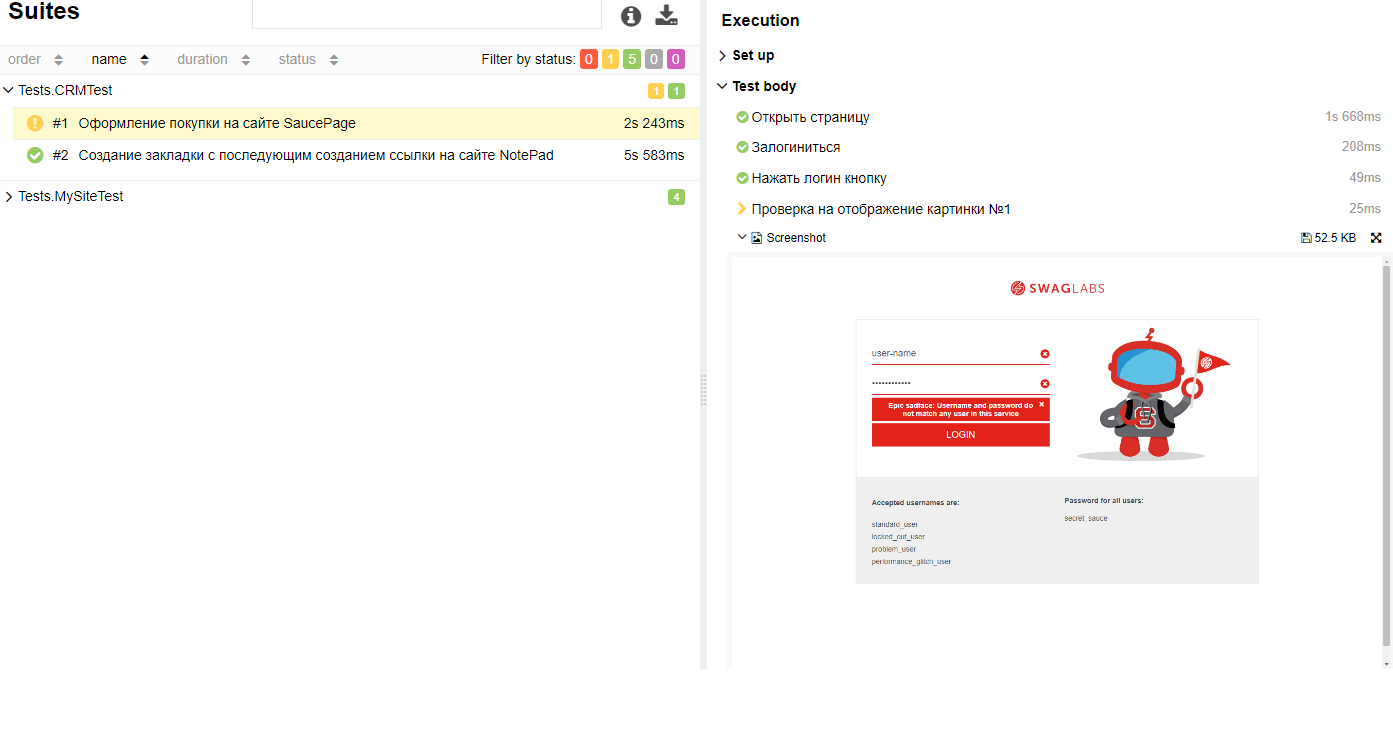 Suites
order name duration status Filter by status: 0 1 5 0 0
Tests.CRMTest 1 1
#1 Оформление покупки на сайте SaucePage 2s 243ms
#2 Создание закладки с последующим созданием ссылки на сайте NotePad 5s 583ms
Tests.MySiteTest 4
Execution
Set up
Test body
Открыть страницу 1s 668ms
Залогиниться 208ms
Нажать логин кнопку 49ms
Проверка на отображение картинки №1 25ms
Screenshot 52.5 KB
SWAGLABS
user-name
Epic sadface: Username and password do
not match any user in this service
LOGIN
Accepted usernames are:
standard_user
locked_out_user
problem_user
performance_glitch_user
Password for all users:
secret_sauce